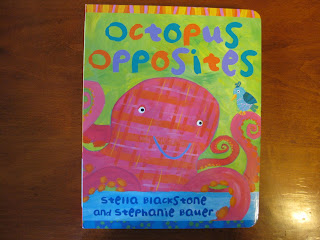 Octopus
Opposites
stella blackstone
and stephanie bauer